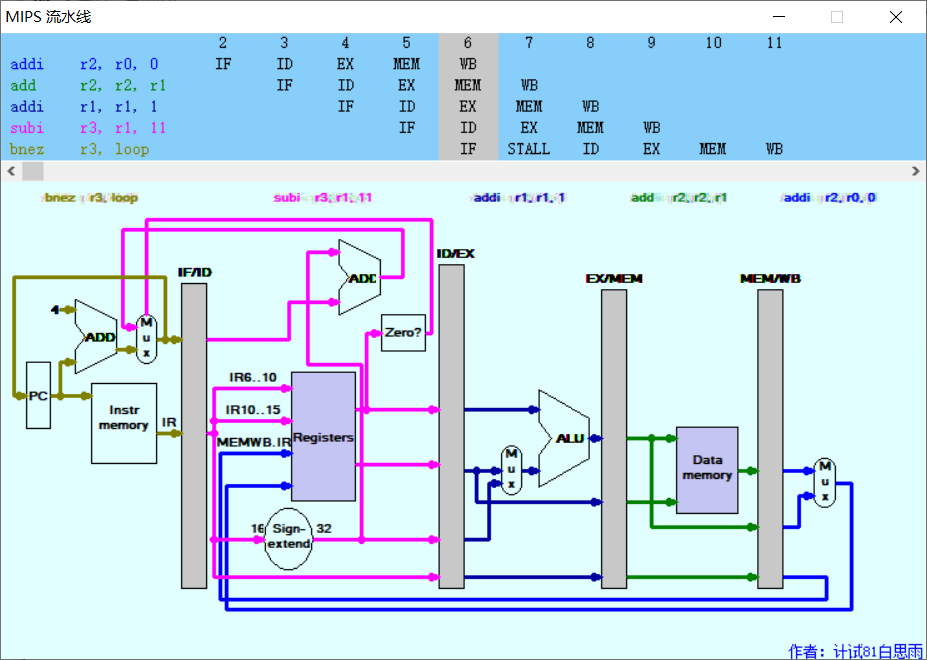 MIPS 流水线
2 3 4 5 6 7 8 9 10 11
addi r2, r0, 0 IF ID EX MEM WB
add r2, r2, r1 IF ID EX MEM WB
addi r1, r1, 1 IF ID EX MEM WB
subi r3, r1, 11 IF ID EX MEM WB
bnez r3, loop IF STALL ID EX MEM WB
bnez r3, loop subi r3, r1, 11 addi r1, r1, 1 add r2, r2, r1 addi r2, r0, 0
IF/ID
ID/EX
EX/MEM
MEM/WB
4
ADD
Mux
ADD
Zero?
PC
Instr memory
IR
IR6..10
IR10..15
MEMWB.IR
Registers
16
Sign-extend
32
Mux
ALU
Data memory
Mux
作者：计试81白思雨